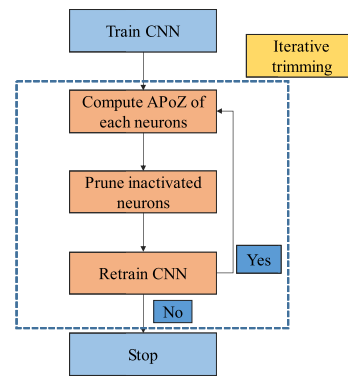 Train CNN
Iterative
trimming
Compute APoZ of
each neurons
Prune inactivated
neurons
Retrain CNN
Yes
No
Stop